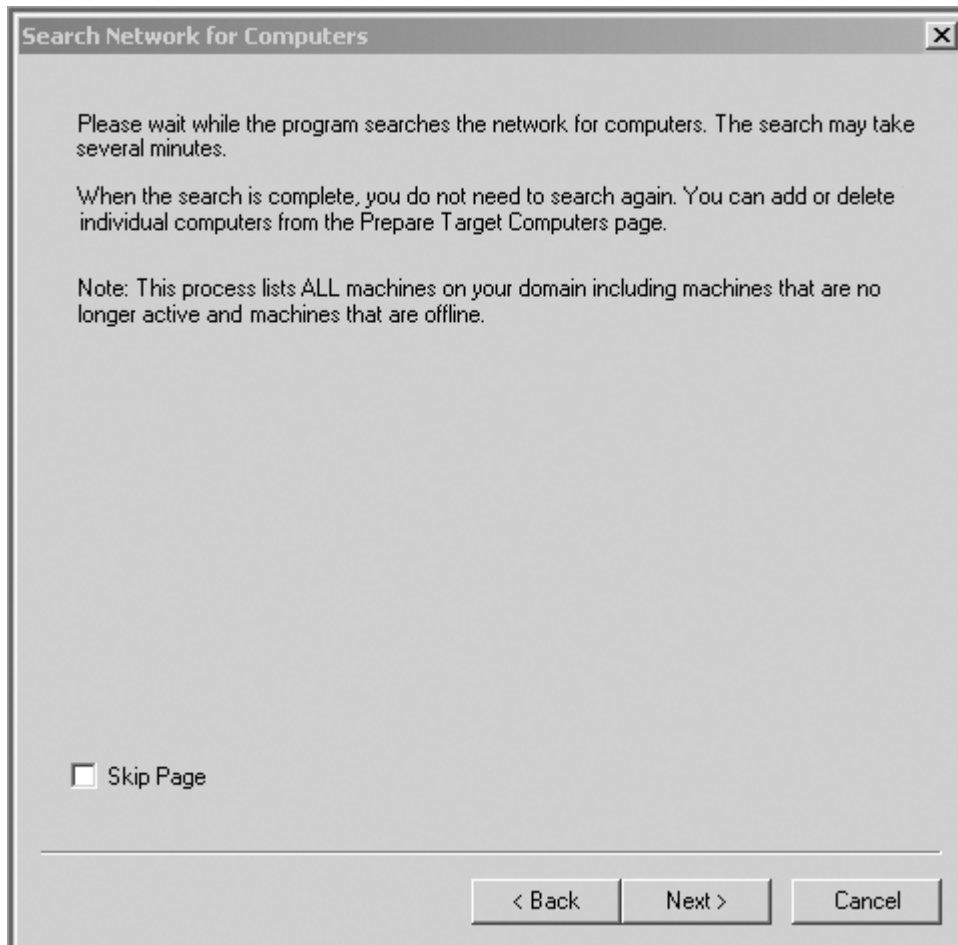 Search Network for Computers
Please wait while the program searches the network for computers. The search may take
several minutes.
When the search is complete, you do not need to search again. You can add or delete
individual computers from the Prepare Target Computers page.
Note: This process lists ALL machines on your domain including machines that are no
longer active and machines that are offline.
Skip Page
< Back Next > Cancel